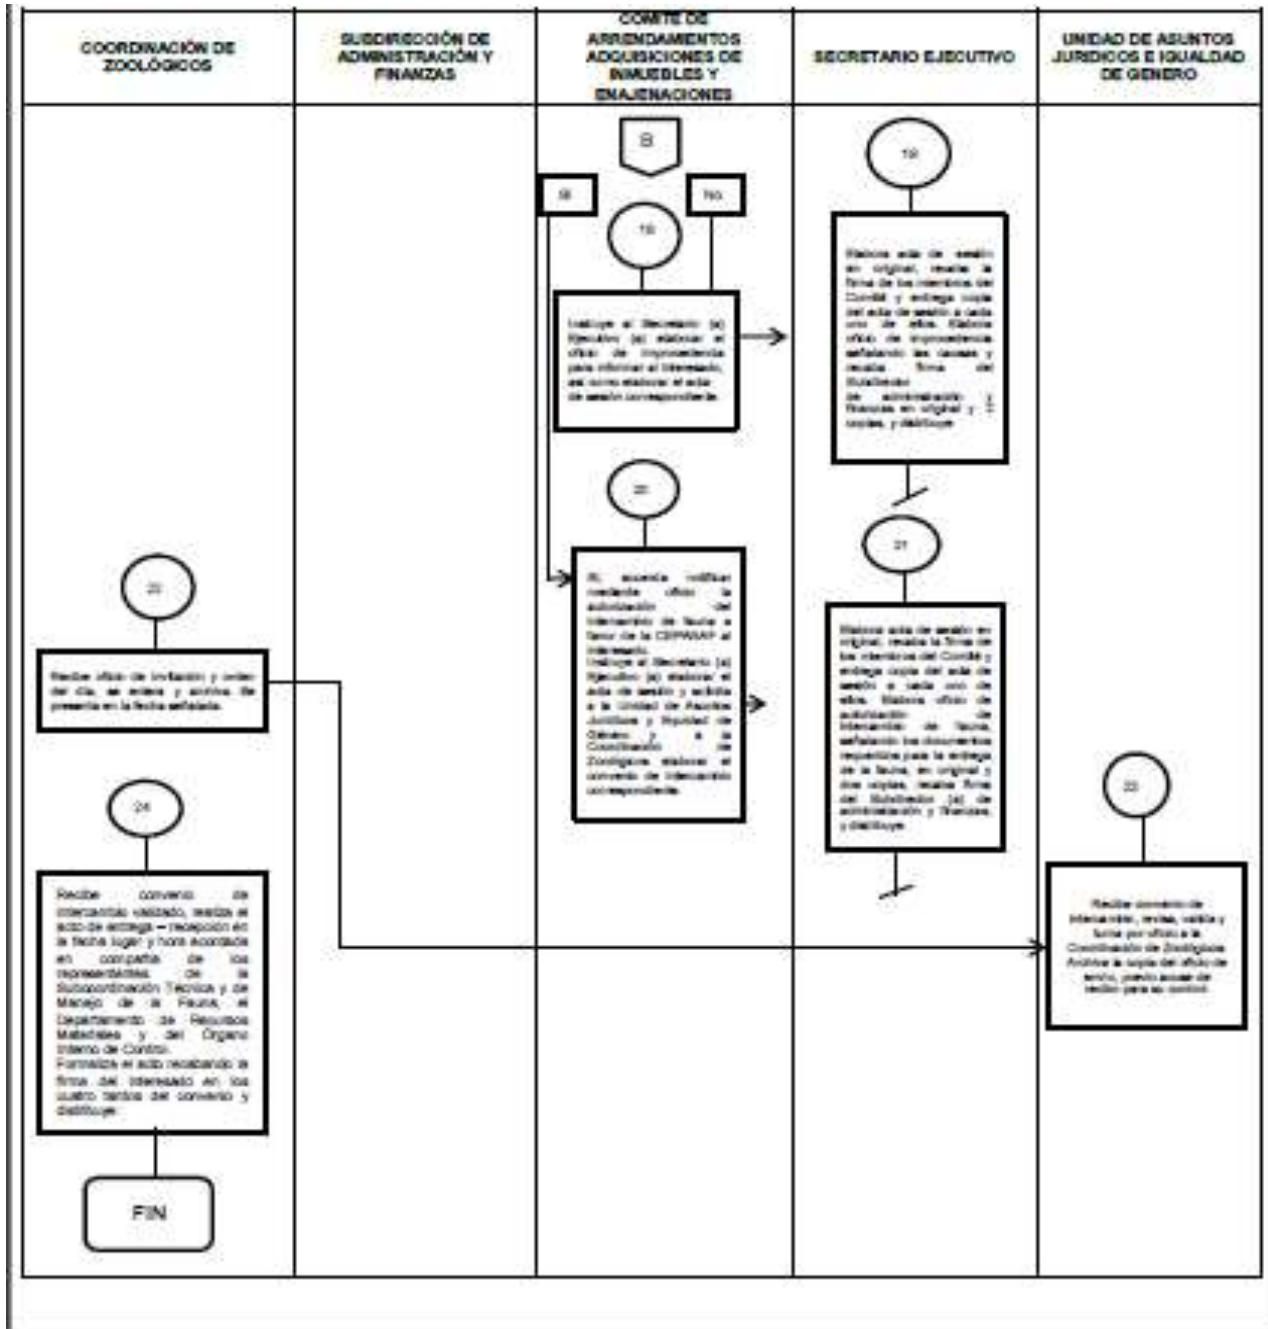 COORDINACIÓN DE
ZOOLÓGICOS
SUBDIRECCIÓN DE
ADMINISTRACIÓN Y
FINANZAS
COMITÉ DE
ARRENDAMIENTOS
ADQUISICIONES DE
INMUEBLES Y
ENAJENACIONES
SECRETARIO EJECUTIVO
UNIDAD DE ASUNTOS
JURIDICOS E IGUALDAD
DE GENERO
B
SI
No
18
Instruye al Secretario (a)
Ejecutivo (a) elaborar el
oficio de improcedencia
para informar al interesado,
así como elaborar el acta
de sesión correspondiente.
19
Elabora acta de sesión
en original, recaba la
firma de los miembros del
Comité y entrega copia
del acta de sesión a cada
uno de ellos. Elabora
oficio de improcedencia
señalando las causas y
recaba firma del
Subdirector
de administración y
finanzas en original y 2
copias, y distribuye
20
Si, acuerda notificar
mediante oficio la
autorización del
intercambio de fauna a
favor de la CEPANAF al
interesado.
Instruye al Secretario (a)
Ejecutivo (a) elaborar el
acta de sesión y solicita
a la Unidad de Asuntos
Jurídicos y Equidad de
Género y a la
Coordinación de
Zoológicos elaborar el
convenio de intercambio
correspondiente.
21
Elabora acta de sesión en
original, recaba la firma de
los miembros del Comité y
entrega copia del acta de
sesión a cada uno de
ellos. Elabora oficio de
autorización de
intercambio de fauna,
señalando los documentos
requeridos para la entrega
de la fauna, en original y
dos copias, recaba firma
del Subdirector (a) de
administración y finanzas,
y distribuye
Recibe oficio de invitación y orden
del día, se entera y archiva. Se
presenta en la fecha señalada.
Recibe convenio de
intercambio, revisa, valida y
turna por oficio a la
Coordinación de Zoológicos
Archiva la copia del oficio de
envío, previo acuse de
recibo para su control.
24
Recibe convenio de
intercambio validado, realiza el
acto de entrega – recepción en
la fecha lugar y hora acordada
en compañía de los
representantes de la
Subcoordinación Técnica y de
Manejo de la Fauna, el
Departamento de Recursos
Materiales y del Órgano
Interno de Control.
Formaliza el acto recabando la
firma del interesado en los
cuatro tantos del convenio y
distribuye.
FIN